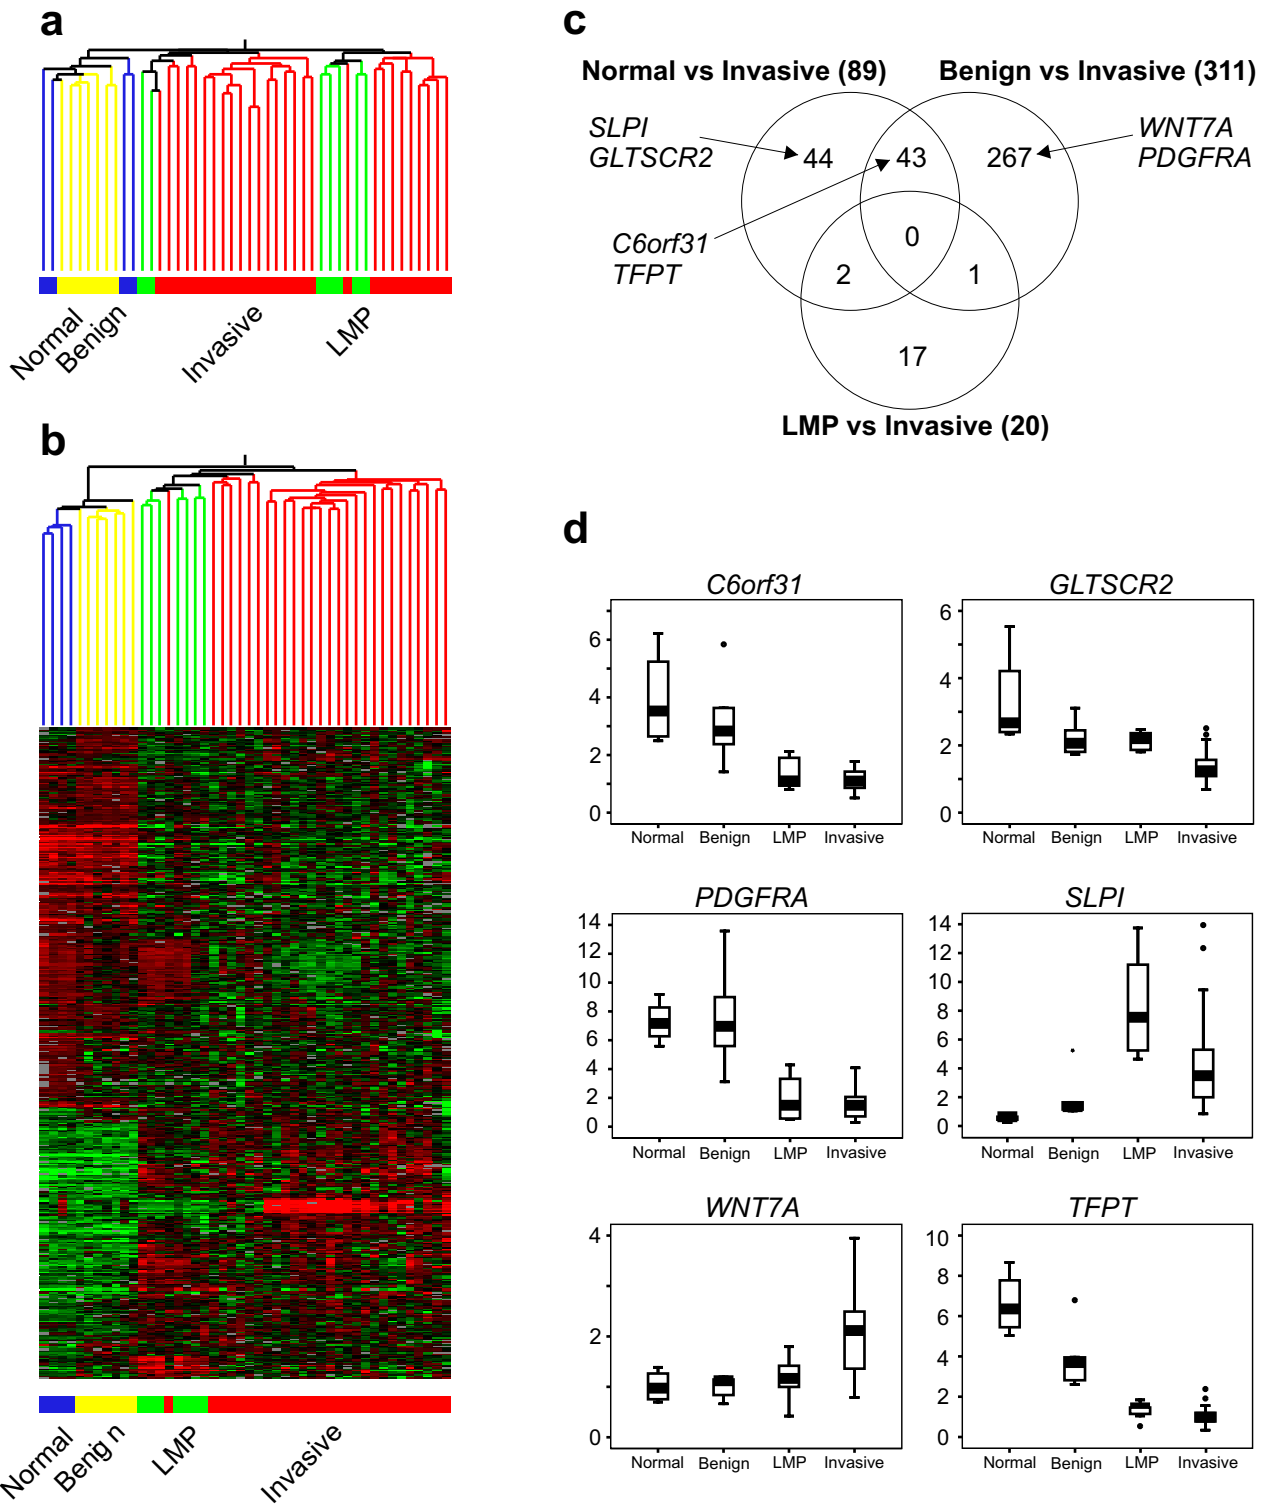 a
Normal
Benign
Invasive
LMP
b
Normal
Benig n
LMP
Invasive
c
Normal vs Invasive (89)
Benign vs Invasive (311)
SLPI
GLTSCR2
WNT7A
PDGFRA
44
43
267
C6orf31
TFPT
0
2
1
17
LMP vs Invasive (20)
d
C6orf31
6
4
2
0
Normal Benign LMP Invasive
GLTSCR2
6
4
2
0
Normal Benign LMP Invasive
PDGFRA
14
12
10
8
6
4
2
0
Normal Benign LMP Invasive
SLPI
14
12
10
8
6
4
2
0
Normal Benign LMP Invasive
WNT7A
4
2
0
Normal Benign LMP Invasive
TFPT
10
8
6
4
2
0
Normal Benign LMP Invasive